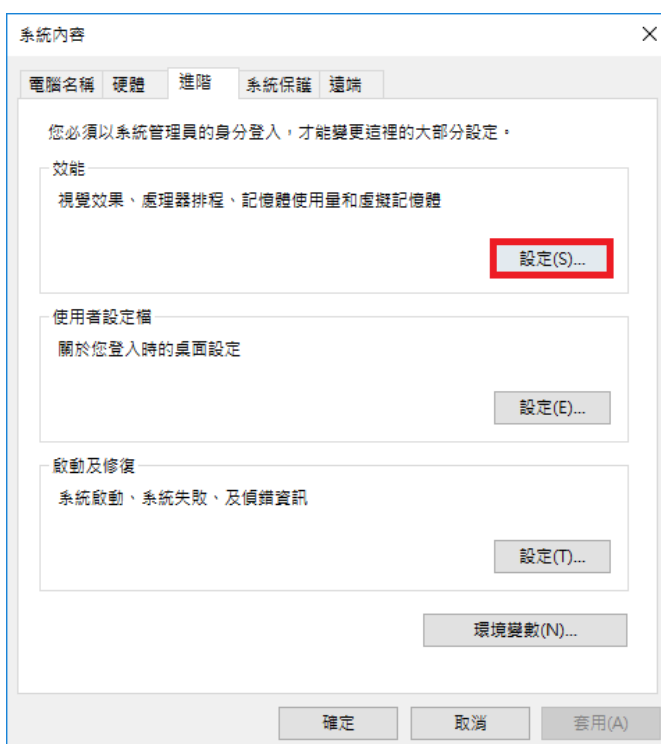 系統內容
電腦名稱 硬體 進階 系統保護 遠端
您必須以系統管理員的身分登入，才能變更這裡的大部分設定。
效能
視覺效果、處理器排程、記憶體使用量和虛擬記憶體
設定(S)...
使用者設定檔
關於您登入時的桌面設定
設定(E)...
啟動及修復
系統啟動、系統失敗、及偵錯資訊
設定(T)...
環境變數(N)...
確定 取消 套用(A)